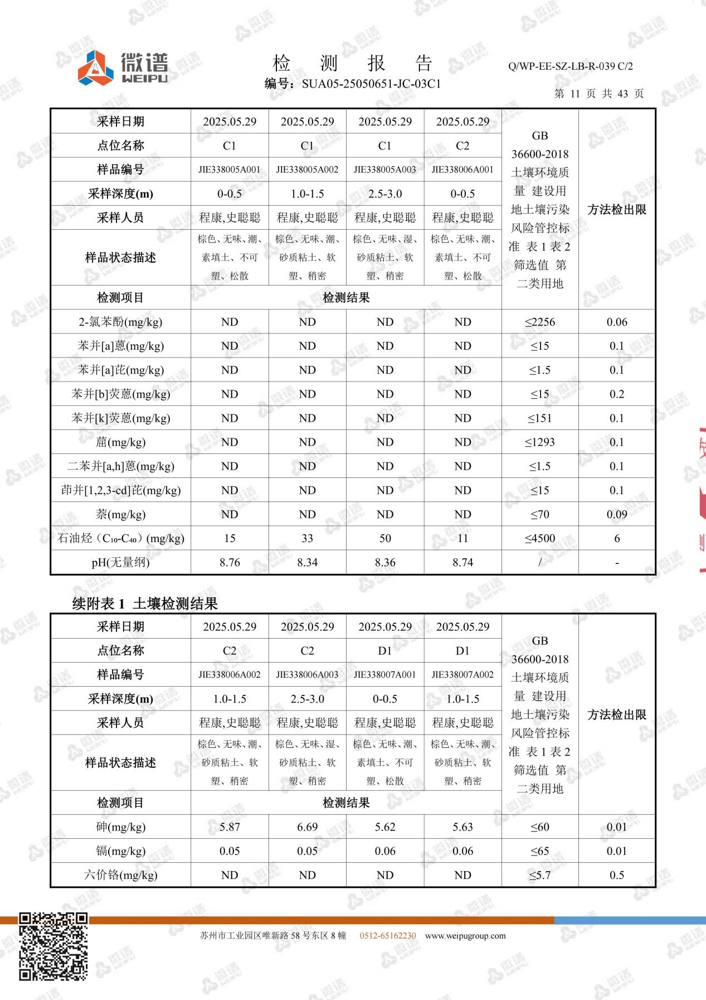 微谱
WEIPU
检 测 报 告
编号：SUA05-25050651-JC-03C1
Q/WP-EE-SZ-LB-R-039 C/2
第 11 页 共 43 页
采样日期 2025.05.29 2025.05.29 2025.05.29 2025.05.29
点位名称 C1 C1 C1 C2
样品编号 JIE338005A001 JIE338005A002 JIE338005A003 JIE338006A001
采样深度(m) 0-0.5 1.0-1.5 2.5-3.0 0-0.5
采样人员 程康,史聪聪 程康,史聪聪 程康,史聪聪 程康,史聪聪
样品状态描述
棕色、无味、潮、
素填土、不可
塑、松散
棕色、无味、潮、
砂质粘土、软
塑、稍密
棕色、无味、湿、
砂质粘土、软
塑、稍密
棕色、无味、潮、
素填土、不可
塑、松散
GB
36600-2018
土壤环境质
量 建设用
地土壤污染
风险管控标
准 表 1 表 2
筛选值 第
二类用地
方法检出限
检测项目 检测结果
2-氯苯酚(mg/kg) ND ND ND ND ≤2256 0.06
苯并[a]蒽(mg/kg) ND ND ND ND ≤15 0.1
苯并[a]芘(mg/kg) ND ND ND ND ≤1.5 0.1
苯并[b]荧蒽(mg/kg) ND ND ND ND ≤15 0.2
苯并[k]荧蒽(mg/kg) ND ND ND ND ≤151 0.1
䓛(mg/kg) ND ND ND ND ≤1293 0.1
二苯并[a,h]蒽(mg/kg) ND ND ND ND ≤1.5 0.1
茚并[1,2,3-cd]芘(mg/kg) ND ND ND ND ≤15 0.1
萘(mg/kg) ND ND ND ND ≤70 0.09
石油烃（C₁₀-C₄₀）(mg/kg) 15 33 50 11 ≤4500 6
pH(无量纲) 8.76 8.34 8.36 8.74 / -
续附表 1 土壤检测结果
采样日期 2025.05.29 2025.05.29 2025.05.29 2025.05.29
点位名称 C2 C2 D1 D1
样品编号 JIE338006A002 JIE338006A003 JIE338007A001 JIE338007A002
采样深度(m) 1.0-1.5 2.5-3.0 0-0.5 1.0-1.5
采样人员 程康,史聪聪 程康,史聪聪 程康,史聪聪 程康,史聪聪
样品状态描述
棕色、无味、潮、
砂质粘土、软
塑、稍密
棕色、无味、湿、
砂质粘土、软
塑、稍密
棕色、无味、潮、
素填土、不可
塑、松散
棕色、无味、潮、
砂质粘土、软
塑、稍密
GB
36600-2018
土壤环境质
量 建设用
地土壤污染
风险管控标
准 表 1 表 2
筛选值 第
二类用地
方法检出限
检测项目 检测结果
砷(mg/kg) 5.87 6.69 5.62 5.63 ≤60 0.01
镉(mg/kg) 0.05 0.05 0.06 0.06 ≤65 0.01
六价铬(mg/kg) ND ND ND ND ≤5.7 0.5
苏州市工业园区唯新路 58 号东区 8 幢 0512-65162230 www.weipugroup.com